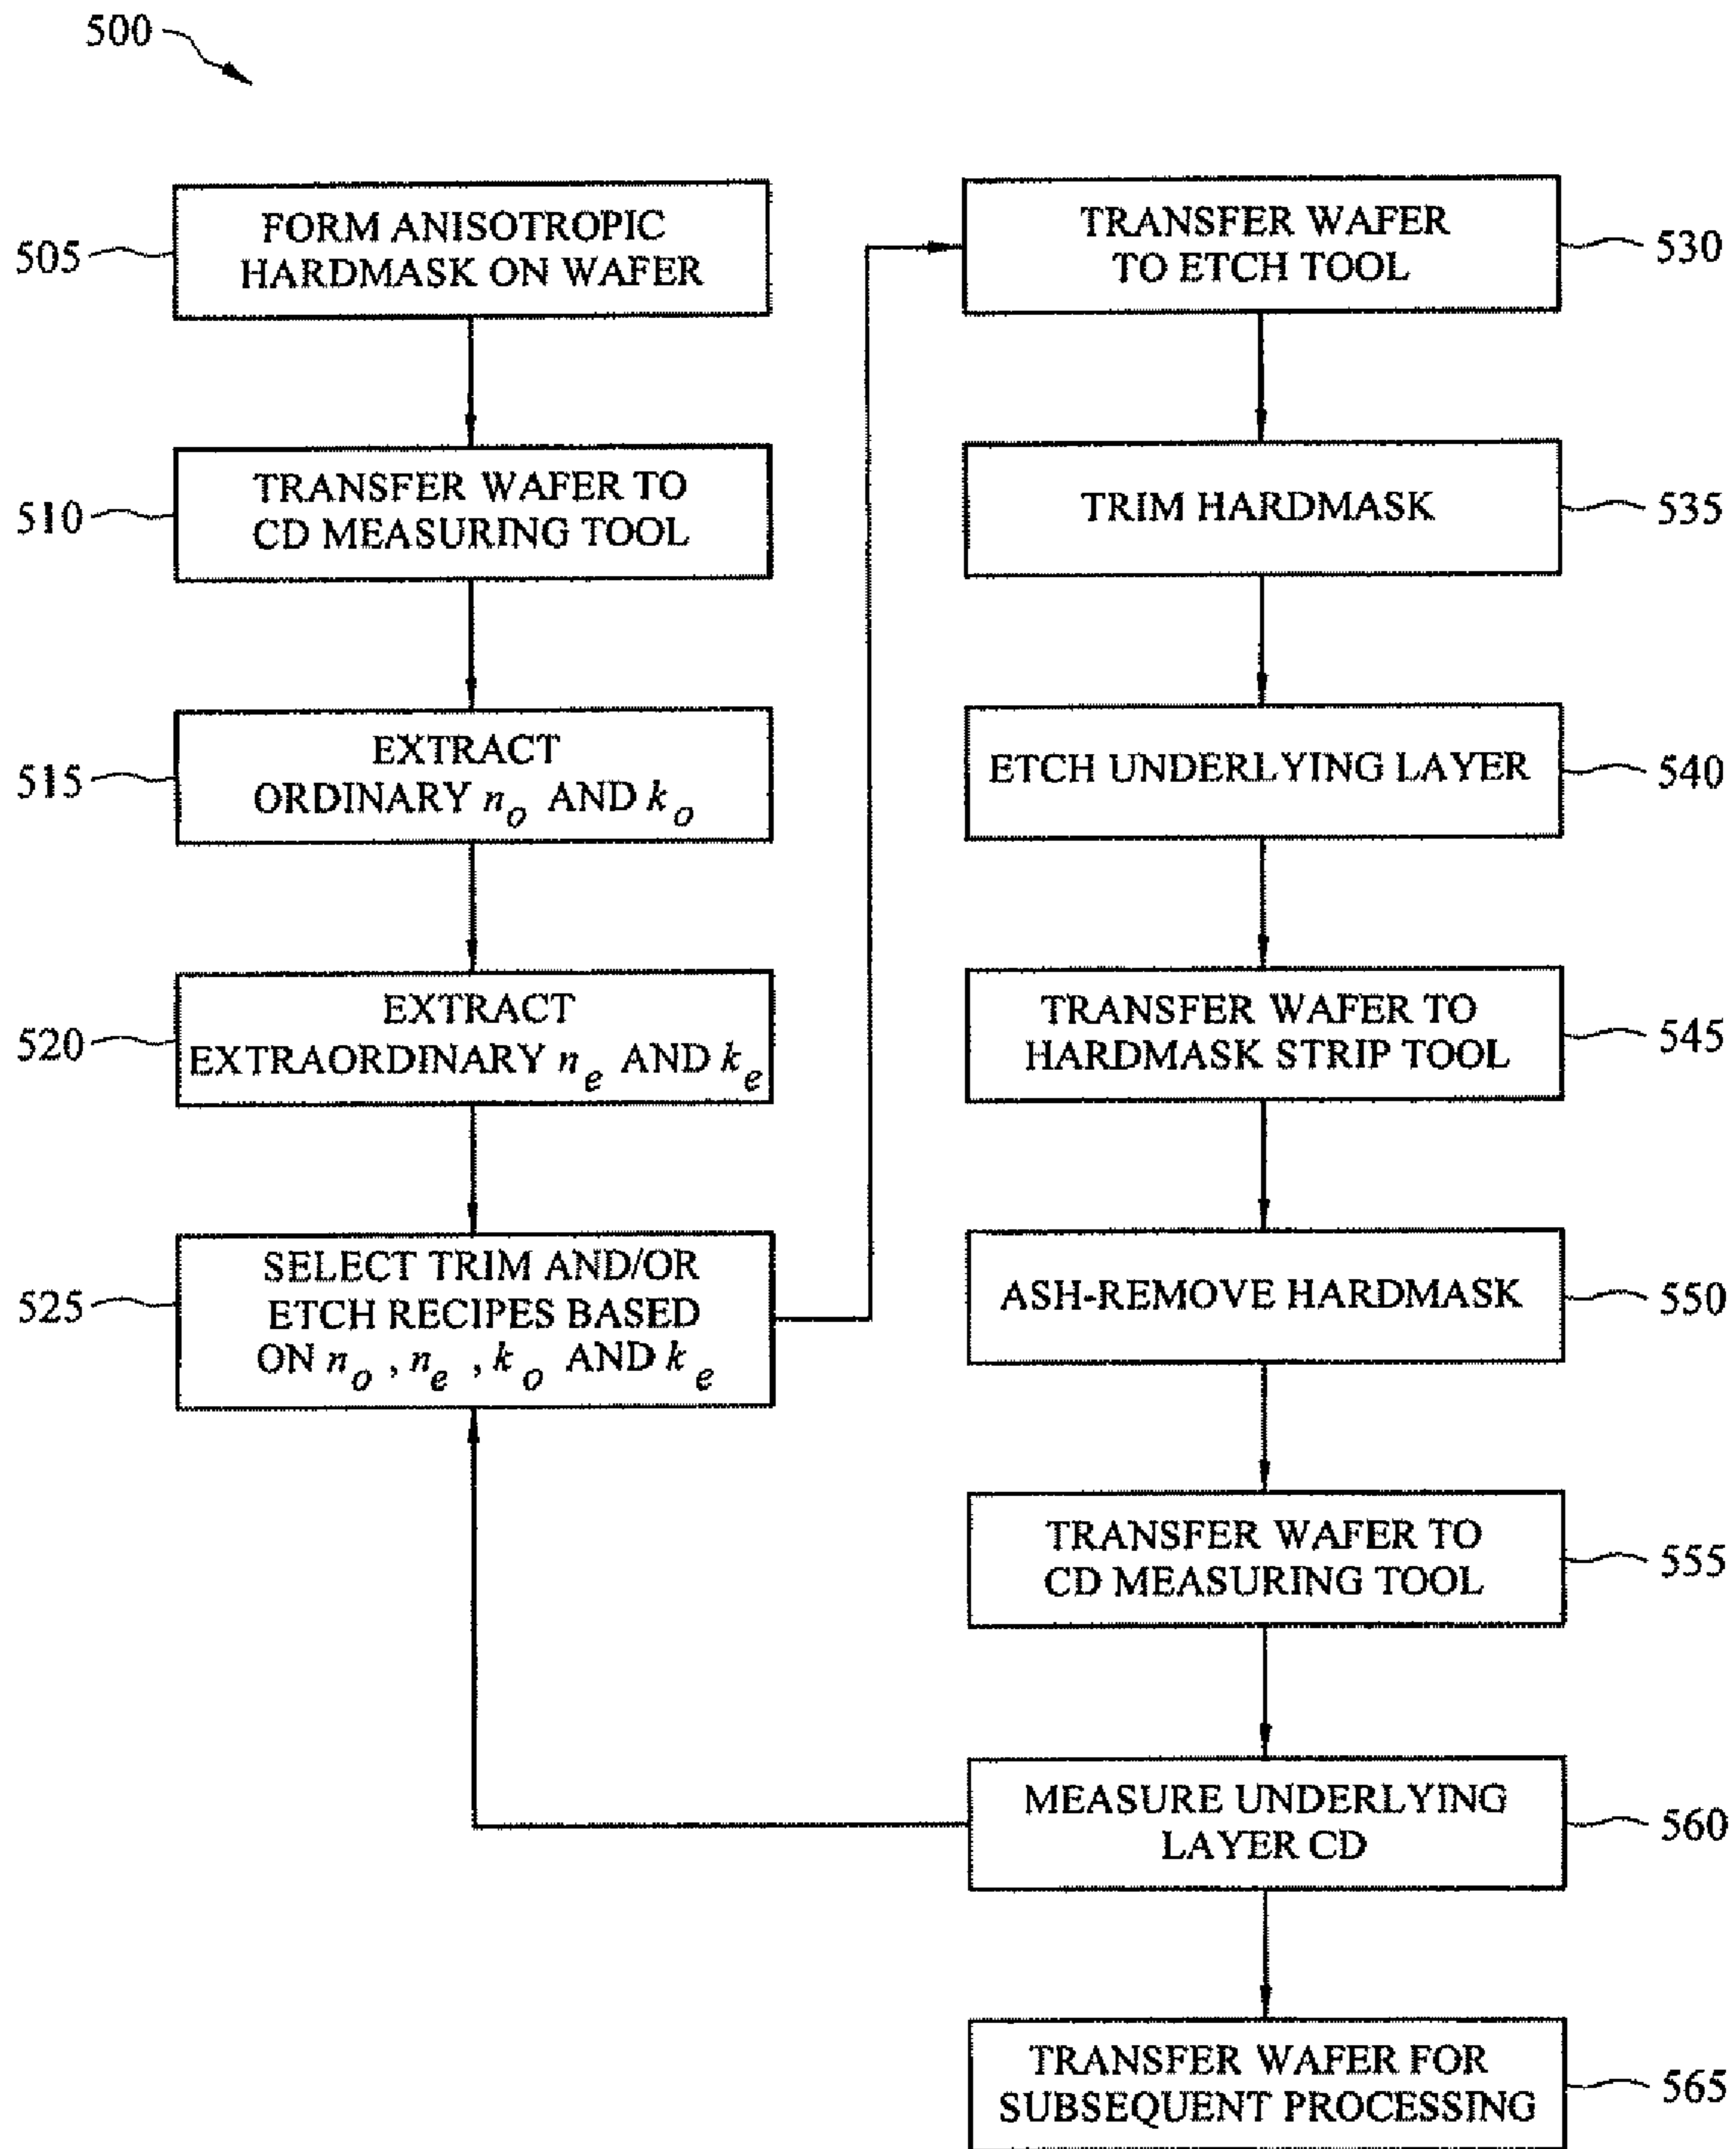 500
505
FORM ANISOTROPIC
HARDMASK ON WAFER
510
TRANSFER WAFER TO
CD MEASURING TOOL
515
EXTRACT
ORDINARY n_o AND k_o
520
EXTRACT
EXTRAORDINARY n_e AND k_e
525
SELECT TRIM AND/OR
ETCH RECIPES BASED
ON n_o , n_e , k_o AND k_e
TRANSFER WAFER
TO ETCH TOOL
530
TRIM HARDMASK
535
ETCH UNDERLYING LAYER
540
TRANSFER WAFER TO
HARDMASK STRIP TOOL
545
ASH-REMOVE HARDMASK
550
TRANSFER WAFER TO
CD MEASURING TOOL
555
MEASURE UNDERLYING
LAYER CD
560
TRANSFER WAFER FOR
SUBSEQUENT PROCESSING
565